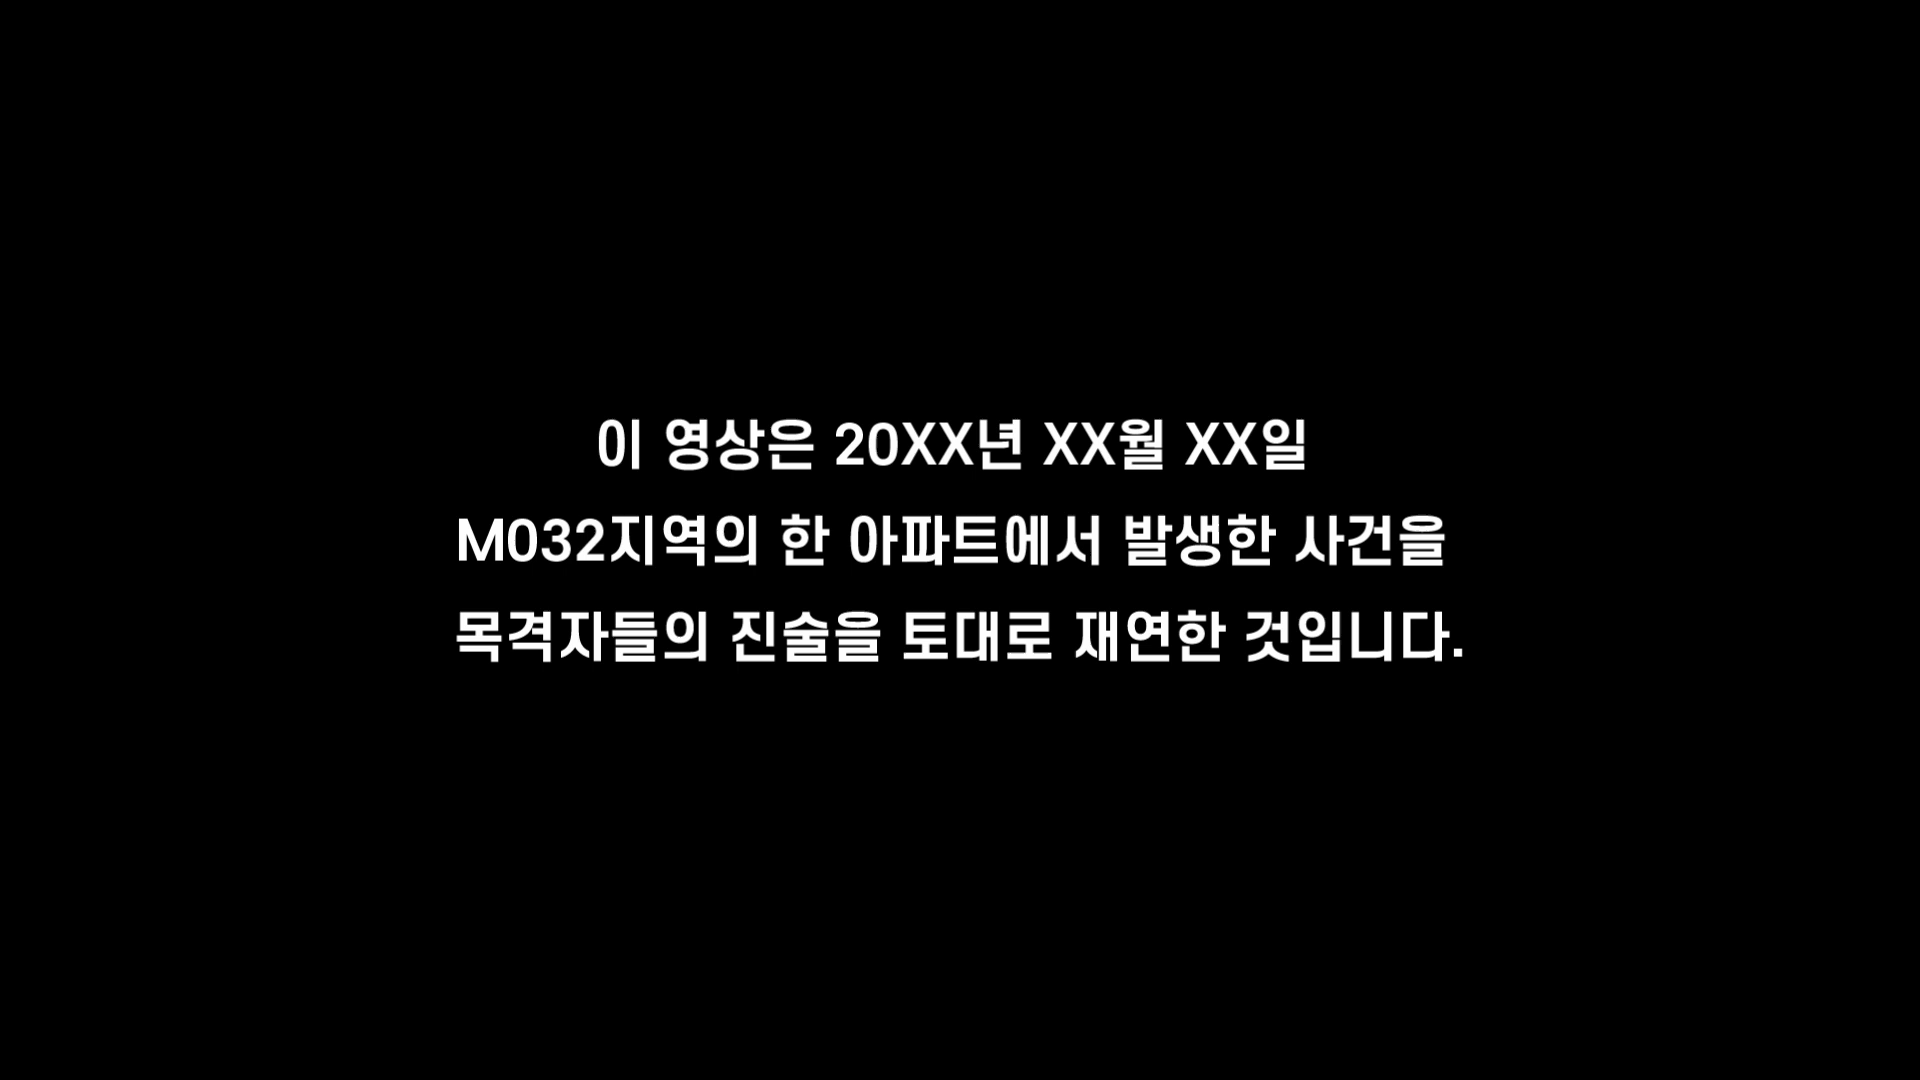 이 영상은 20XX년 XX월 XX일
M032지역의 한 아파트에서 발생한 사건을
목격자들의 진술을 토대로 재연한 것입니다.